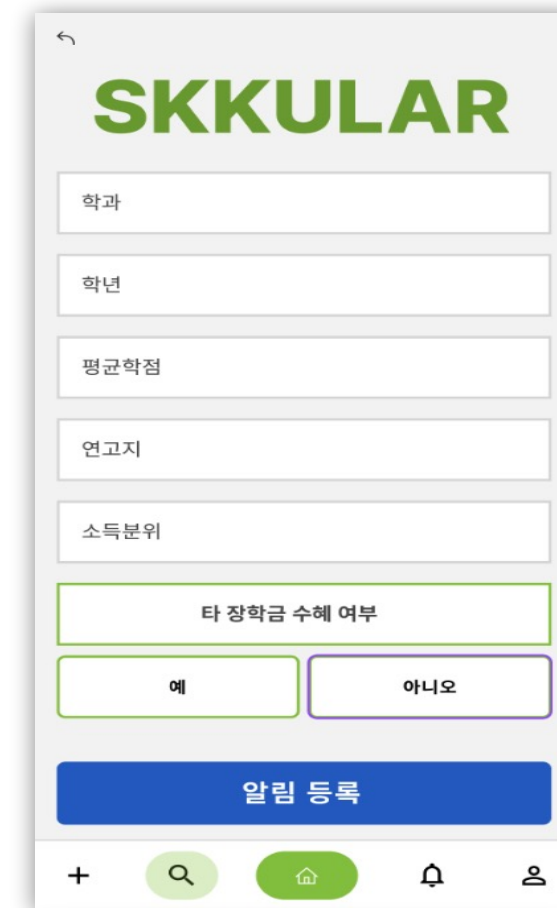 SKKULAR
학과
학년
평균학점
연고지
소득분위
타 장학금 수혜 여부
예 아니오
알림 등록